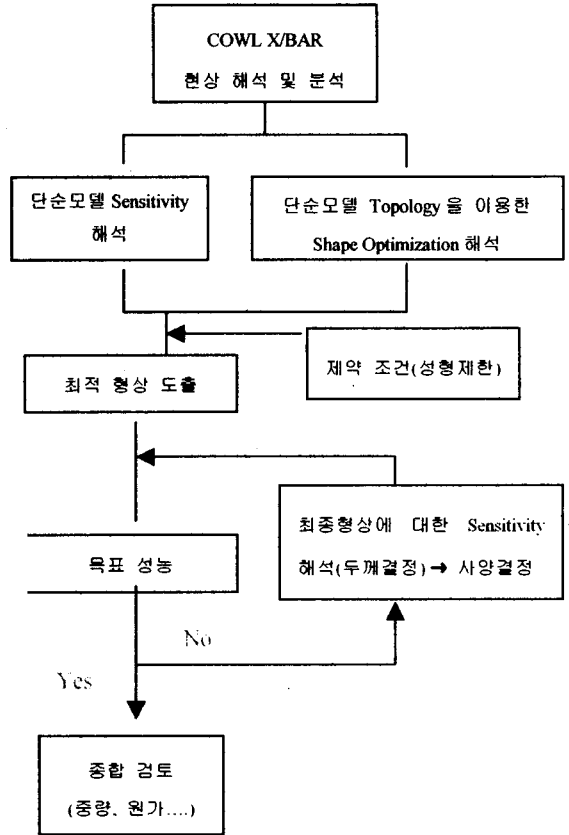 COWL X/BAR
현상 해석 및 분석
단순모델 Sensitivity
해석
단순모델 Topology 을 이용한
Shape Optimization 해석
제약 조건(성형제한)
최적 형상 도출
최종형상에 대한 Sensitivity
해석(두께결정) → 사양결정
목표 성능
No
Yes
종합 검토
(중량, 원가....)